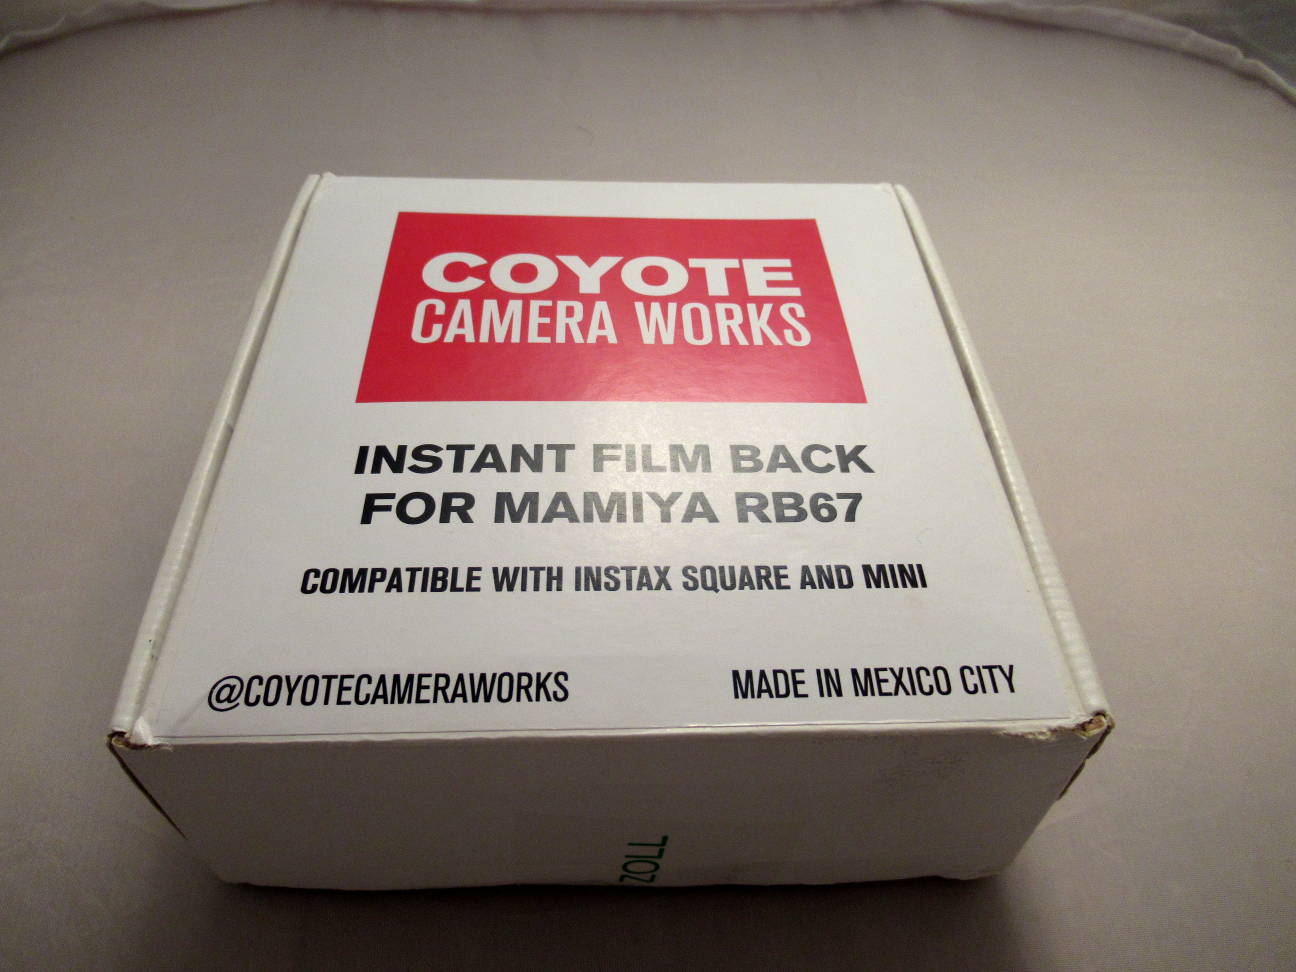 COYOTE
CAMERA WORKS
INSTANT FILM BACK
FOR MAMIYA RB67
COMPATIBLE WITH INSTAX SQUARE AND MINI
@COYOTECAMERAWORKS
MADE IN MEXICO CITY
ZOLL